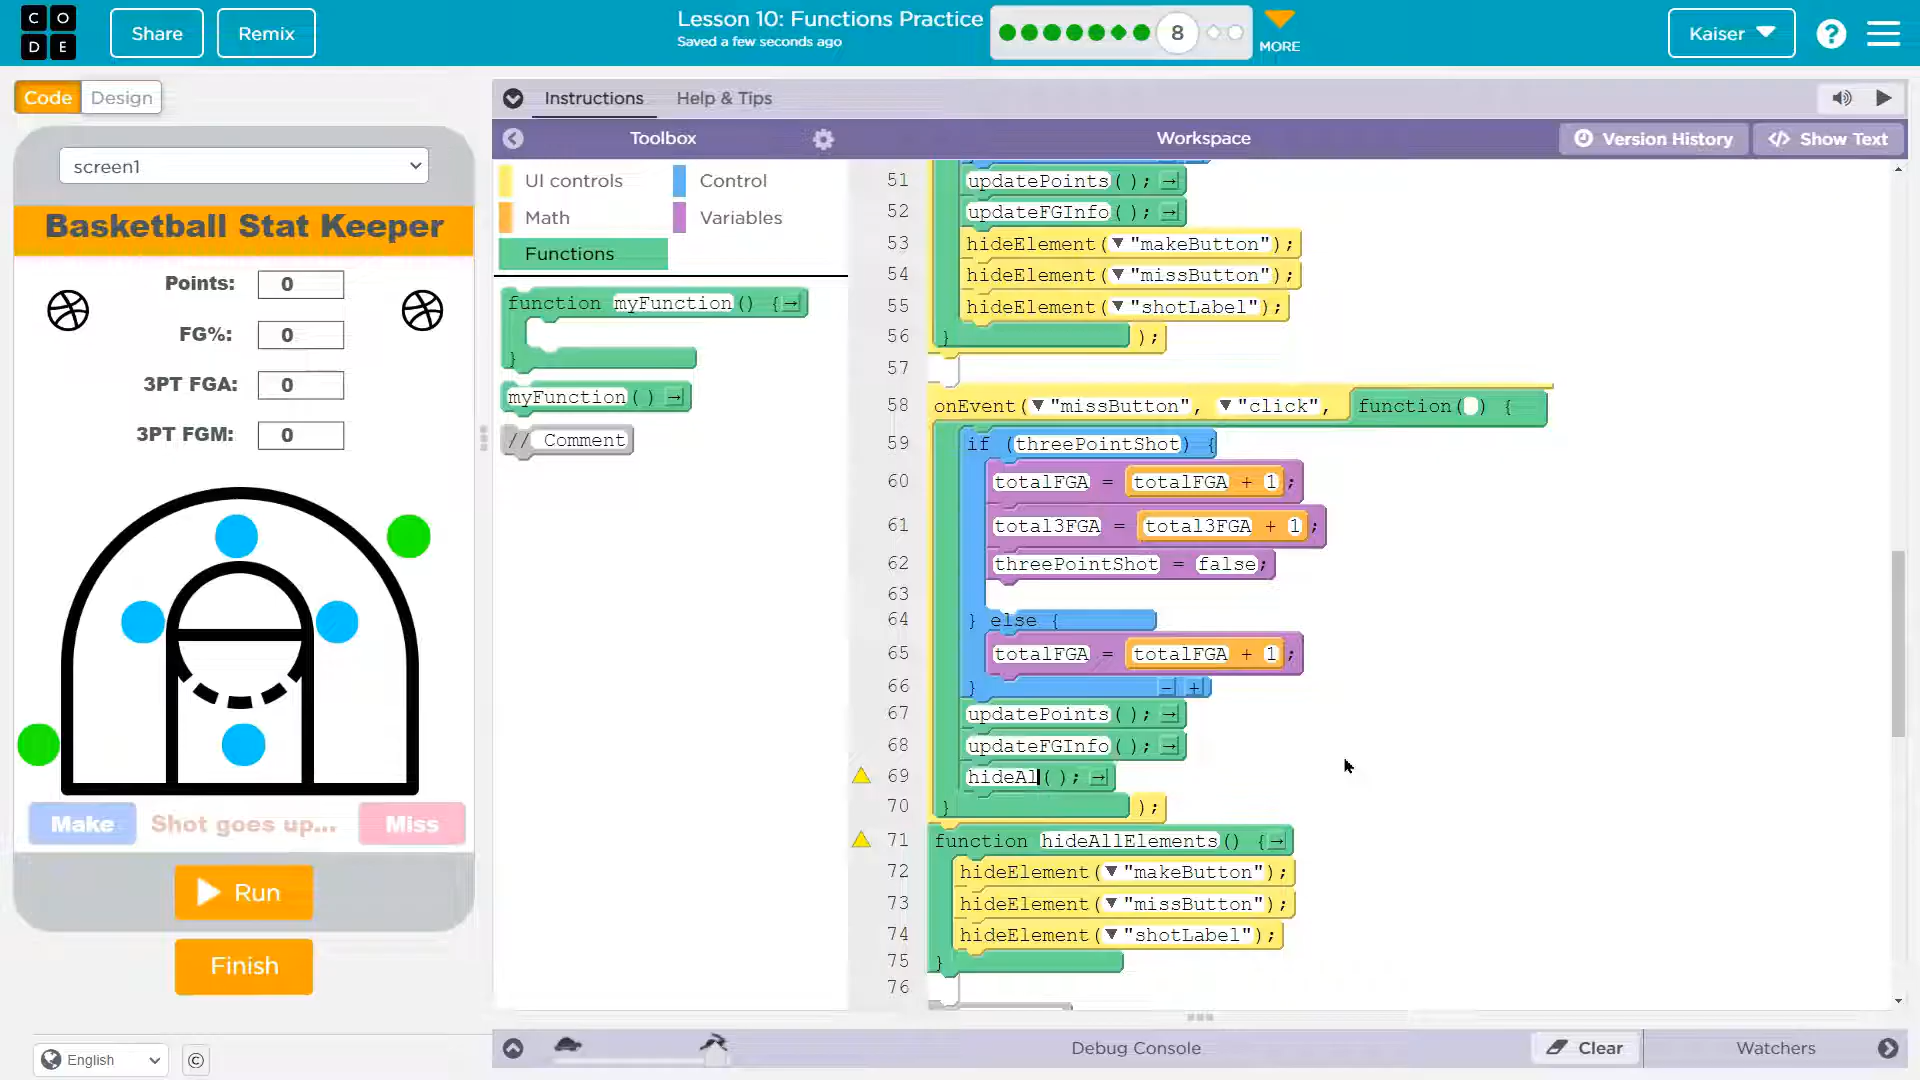 CODE
Share
Remix
Lesson 10: Functions Practice
Saved a few seconds ago
8
MORE
Kaiser
?
Code
Design
Instructions
Help & Tips
Toolbox
Workspace
Version History
</> Show Text
screen1
Basketball Stat Keeper
Points: 0
FG%: 0
3PT FGA: 0
3PT FGM: 0
Make
Shot goes up...
Miss
Run
Finish
English
©
UI controls
Control
Math
Variables
Functions
function myFunction() {
}
myFunction()
// Comment
51 updatePoints();
52 updateFGInfo();
53 hideElement("makeButton");
54 hideElement("missButton");
55 hideElement("shotLabel");
56 } );
57
58 onEvent("missButton", "click", function( ) {
59 if (threePointShot) {
60 totalFGA = totalFGA + 1;
61 total3FGA = total3FGA + 1;
62 threePointShot = false;
63
64 } else {
65 totalFGA = totalFGA + 1;
66 } - +
67 updatePoints();
68 updateFGInfo();
69 hideAl();
70 } );
71 function hideAllElements() {
72 hideElement("makeButton");
73 hideElement("missButton");
74 hideElement("shotLabel");
75 }
76
Debug Console
Clear
Watchers